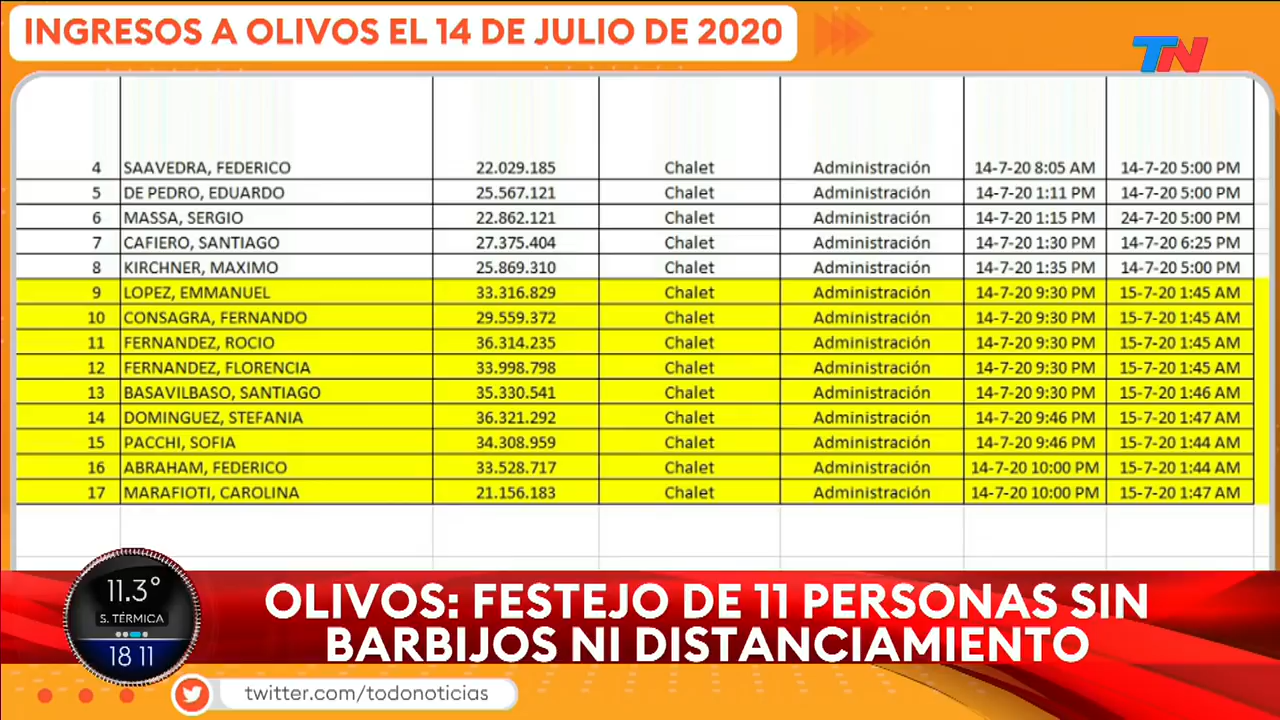 INGRESOS A OLIVOS EL 14 DE JULIO DE 2020
TN
4 SAAVEDRA, FEDERICO 22.029.185 Chalet Administración 14-7-20 8:05 AM 14-7-20 5:00 PM
5 DE PEDRO, EDUARDO 25.567.121 Chalet Administración 14-7-20 1:11 PM 14-7-20 5:00 PM
6 MASSA, SERGIO 22.862.121 Chalet Administración 14-7-20 1:15 PM 24-7-20 5:00 PM
7 CAFIERO, SANTIAGO 27.375.404 Chalet Administración 14-7-20 1:30 PM 14-7-20 6:25 PM
8 KIRCHNER, MAXIMO 25.869.310 Chalet Administración 14-7-20 1:35 PM 14-7-20 5:00 PM
9 LOPEZ, EMMANUEL 33.316.829 Chalet Administración 14-7-20 9:30 PM 15-7-20 1:45 AM
10 CONSAGRA, FERNANDO 29.559.372 Chalet Administración 14-7-20 9:30 PM 15-7-20 1:45 AM
11 FERNANDEZ, ROCIO 36.314.235 Chalet Administración 14-7-20 9:30 PM 15-7-20 1:45 AM
12 FERNANDEZ, FLORENCIA 33.998.798 Chalet Administración 14-7-20 9:30 PM 15-7-20 1:45 AM
13 BASAVILBASO, SANTIAGO 35.330.541 Chalet Administración 14-7-20 9:30 PM 15-7-20 1:46 AM
14 DOMINGUEZ, STEFANIA 36.321.292 Chalet Administración 14-7-20 9:46 PM 15-7-20 1:47 AM
15 PACCHI, SOFIA 34.308.959 Chalet Administración 14-7-20 9:46 PM 15-7-20 1:44 AM
16 ABRAHAM, FEDERICO 33.528.717 Chalet Administración 14-7-20 10:00 PM 15-7-20 1:44 AM
17 MARAFIOTI, CAROLINA 21.156.183 Chalet Administración 14-7-20 10:00 PM 15-7-20 1:47 AM
11.3°
S. TÉRMICA
18 11
OLIVOS: FESTEJO DE 11 PERSONAS SIN
BARBIJOS NI DISTANCIAMIENTO
twitter.com/todonoticias